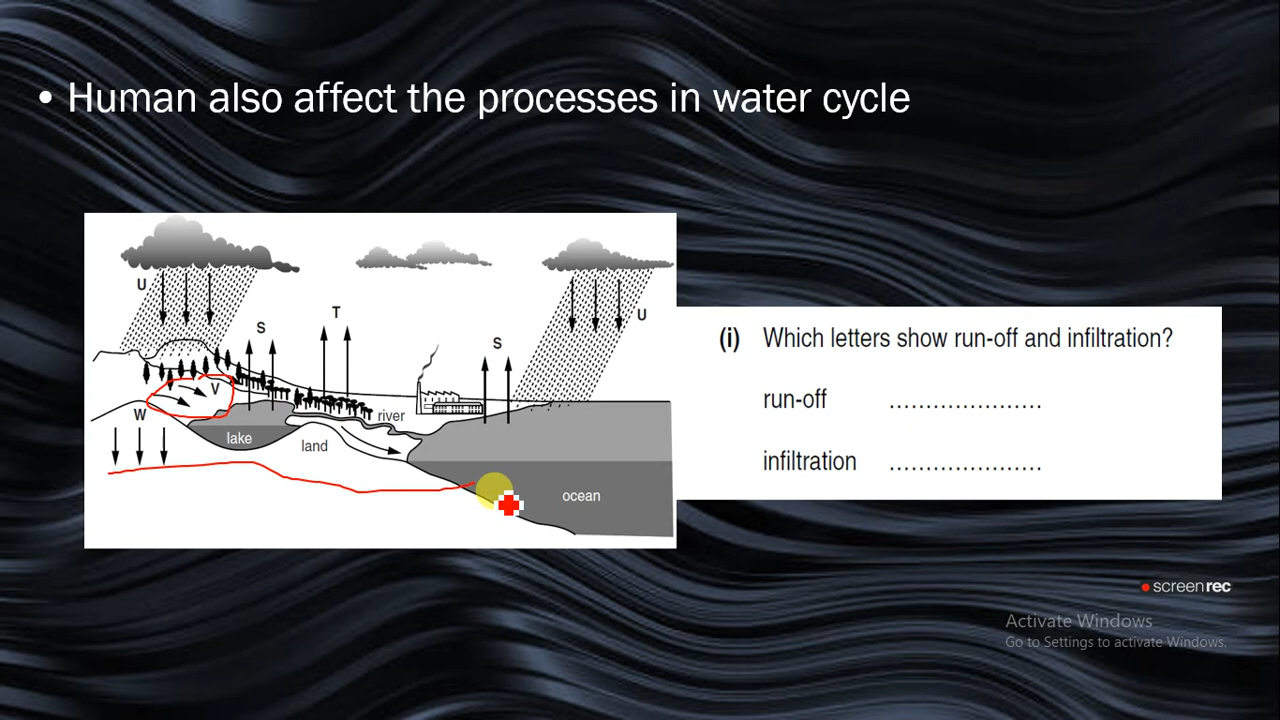 • Human also affect the processes in water cycle
U
T
S
U
S
V
river
W
lake
land
ocean
(i) Which letters show run-off and infiltration?
run-off ......................
infiltration ......................
screenrec
Activate Windows
Go to Settings to activate Windows.